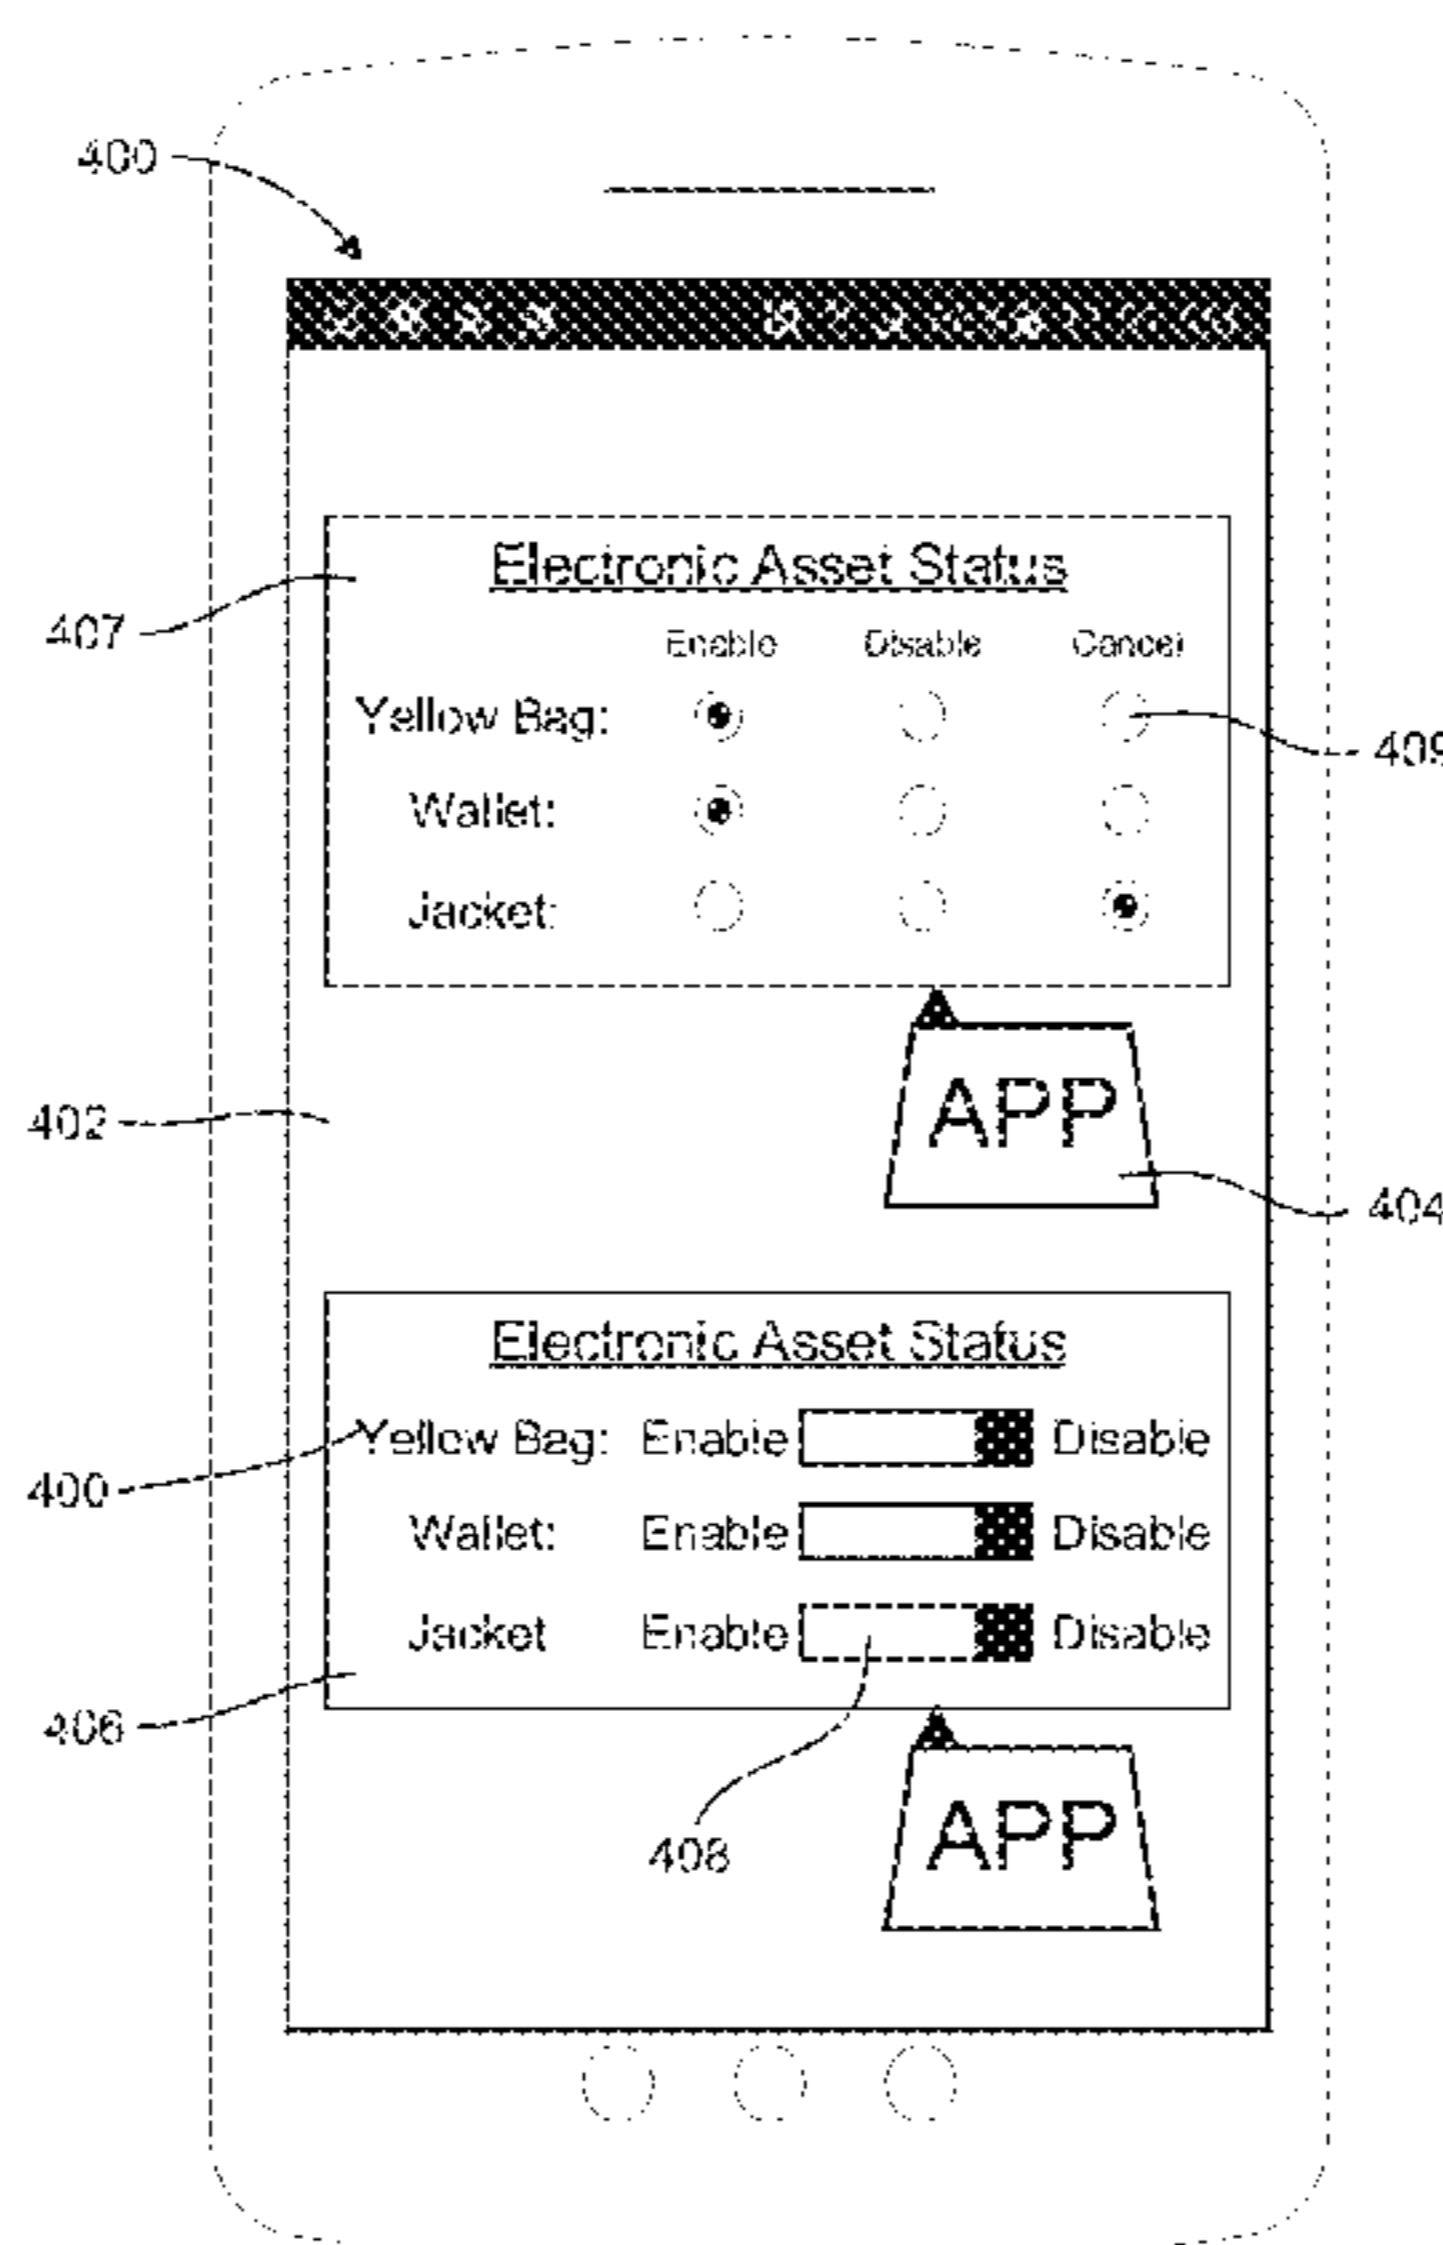 400
Electronic Asset Status
407
Enable Disable Cancel
Yellow Bag:
409
Wallet:
Jacket:
402
APP
404
Electronic Asset Status
Yellow Bag: Enable Disable
400
Wallet: Enable Disable
Jacket Enable Disable
406
408
APP